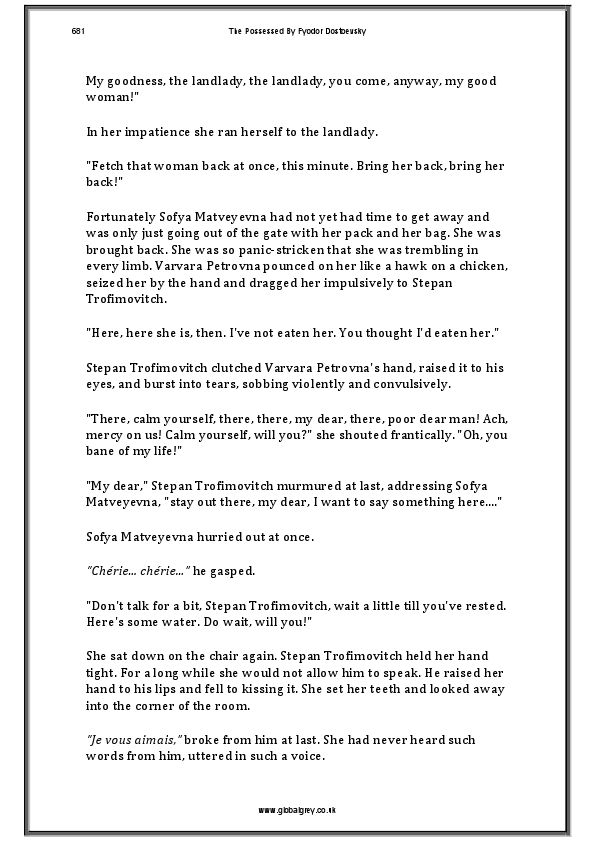 681
The Possessed By Fyodor Dostoevsky
My goodness, the landlady, the landlady, you come, anyway, my good
woman!"
In her impatience she ran herself to the landlady.
"Fetch that woman back at once, this minute. Bring her back, bring her
back!"
Fortunately Sofya Matveyevna had not yet had time to get away and
was only just going out of the gate with her pack and her bag. She was
brought back. She was so panic-stricken that she was trembling in
every limb. Varvara Petrovna pounced on her like a hawk on a chicken,
seized her by the hand and dragged her impulsively to Stepan
Trofimovitch.
"Here, here she is, then. I've not eaten her. You thought I'd eaten her."
Stepan Trofimovitch clutched Varvara Petrovna's hand, raised it to his
eyes, and burst into tears, sobbing violently and convulsively.
"There, calm yourself, there, there, my dear, there, poor dear man! Ach,
mercy on us! Calm yourself, will you?" she shouted frantically. "Oh, you
bane of my life!"
"My dear," Stepan Trofimovitch murmured at last, addressing Sofya
Matveyevna, "stay out there, my dear, I want to say something here...."
Sofya Matveyevna hurried out at once.
"Chérie... chérie..." he gasped.
"Don't talk for a bit, Stepan Trofimovitch, wait a little till you've rested.
Here's some water. Do wait, will you!"
She sat down on the chair again. Stepan Trofimovitch held her hand
tight. For a long while she would not allow him to speak. He raised her
hand to his lips and fell to kissing it. She set her teeth and looked away
into the corner of the room.
"Je vous aimais," broke from him at last. She had never heard such
words from him, uttered in such a voice.
www.globalgrey.co.uk